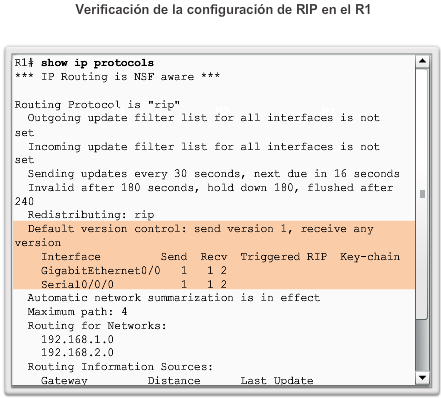 Verificación de la configuración de RIP en el R1
R1# show ip protocols
*** IP Routing is NSF aware ***
Routing Protocol is "rip"
Outgoing update filter list for all interfaces is not
set
Incoming update filter list for all interfaces is not
set
Sending updates every 30 seconds, next due in 16 seconds
Invalid after 180 seconds, hold down 180, flushed after
240
Redistributing: rip
Default version control: send version 1, receive any
version
Interface Send Recv Triggered RIP Key-chain
GigabitEthernet0/0 1 1 2
Serial0/0/0 1 1 2
Automatic network summarization is in effect
Maximum path: 4
Routing for Networks:
192.168.1.0
192.168.2.0
Routing Information Sources:
Gateway Distance Last Update